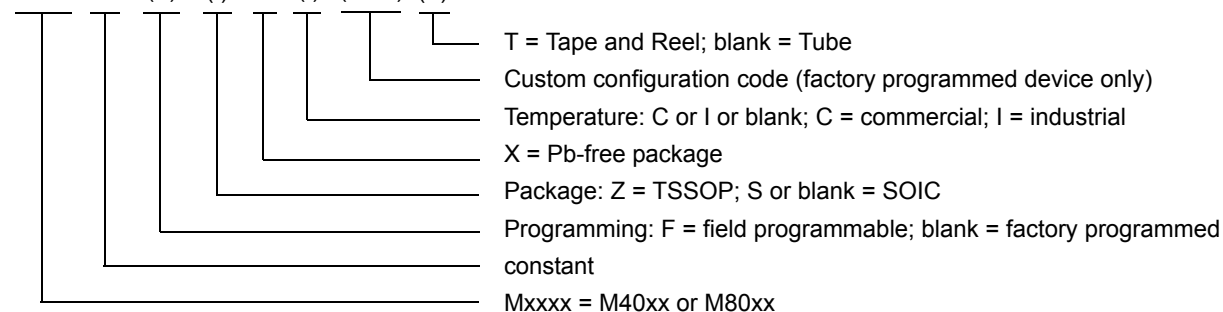 T = Tape and Reel; blank = Tube
Custom configuration code (factory programmed device only)
Temperature: C or I or blank; C = commercial; I = industrial
X = Pb-free package
Package: Z = TSSOP; S or blank = SOIC
Programming: F = field programmable; blank = factory programmed
constant
Mxxxx = M40xx or M80xx